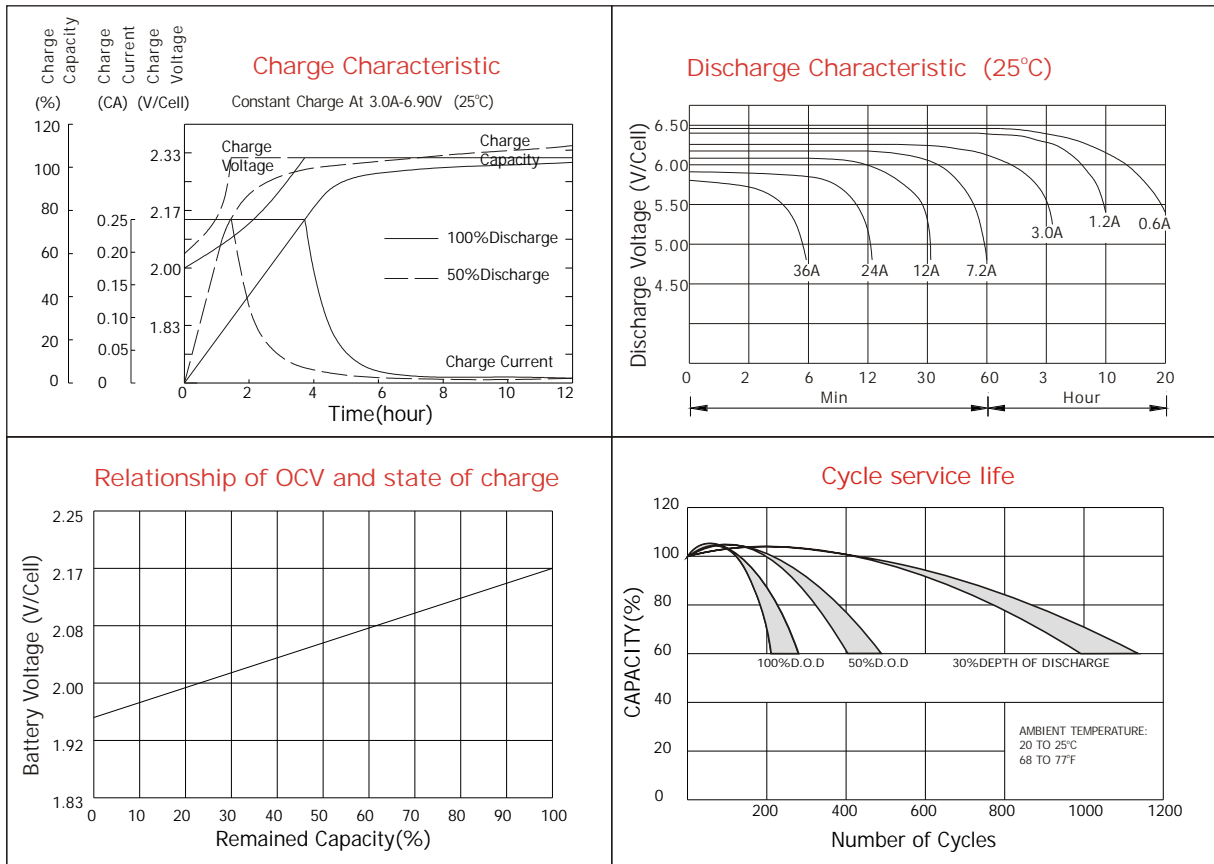 Charge Capacity
Charge Current
Charge Voltage
(%)
(CA)
(V/Cell)
Charge Characteristic
Constant Charge At 3.0A-6.90V (25°C)
120
100
80
60
40
20
0
0.25
0.20
0.15
0.10
0.05
0
2.33
2.17
2.00
1.83
Charge Voltage
Charge Capacity
100%Discharge
50%Discharge
Charge Current
0 2 4 6 8 10 12
Time(hour)
Discharge Characteristic (25°C)
Discharge Voltage (V/Cell)
6.50
6.00
5.50
5.00
4.50
36A 24A 12A 7.2A 3.0A 1.2A 0.6A
0 2 6 12 30 60 3 10 20
Min Hour
Relationship of OCV and state of charge
Battery Voltage (V/Cell)
2.25
2.17
2.08
2.00
1.92
1.83
0 10 20 30 40 50 60 70 80 90 100
Remained Capacity(%)
Cycle service life
CAPACITY(%)
120
100
80
60
40
20
0
100%D.O.D 50%D.O.D 30%DEPTH OF DISCHARGE
AMBIENT TEMPERATURE:
20 TO 25°C
68 TO 77°F
200 400 600 800 1000 1200
Number of Cycles